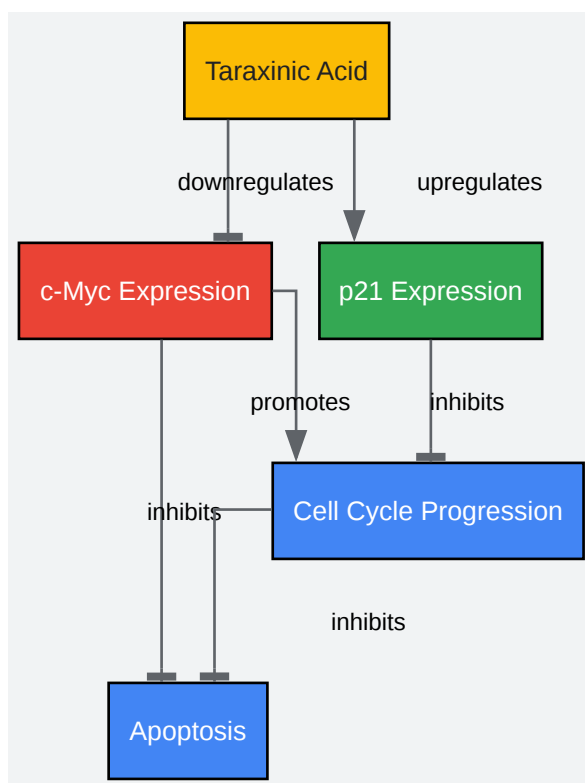 Taraxinic Acid
downregulates
upregulates
c-Myc Expression
p21 Expression
promotes
inhibits
Cell Cycle Progression
inhibits
inhibits
Apoptosis